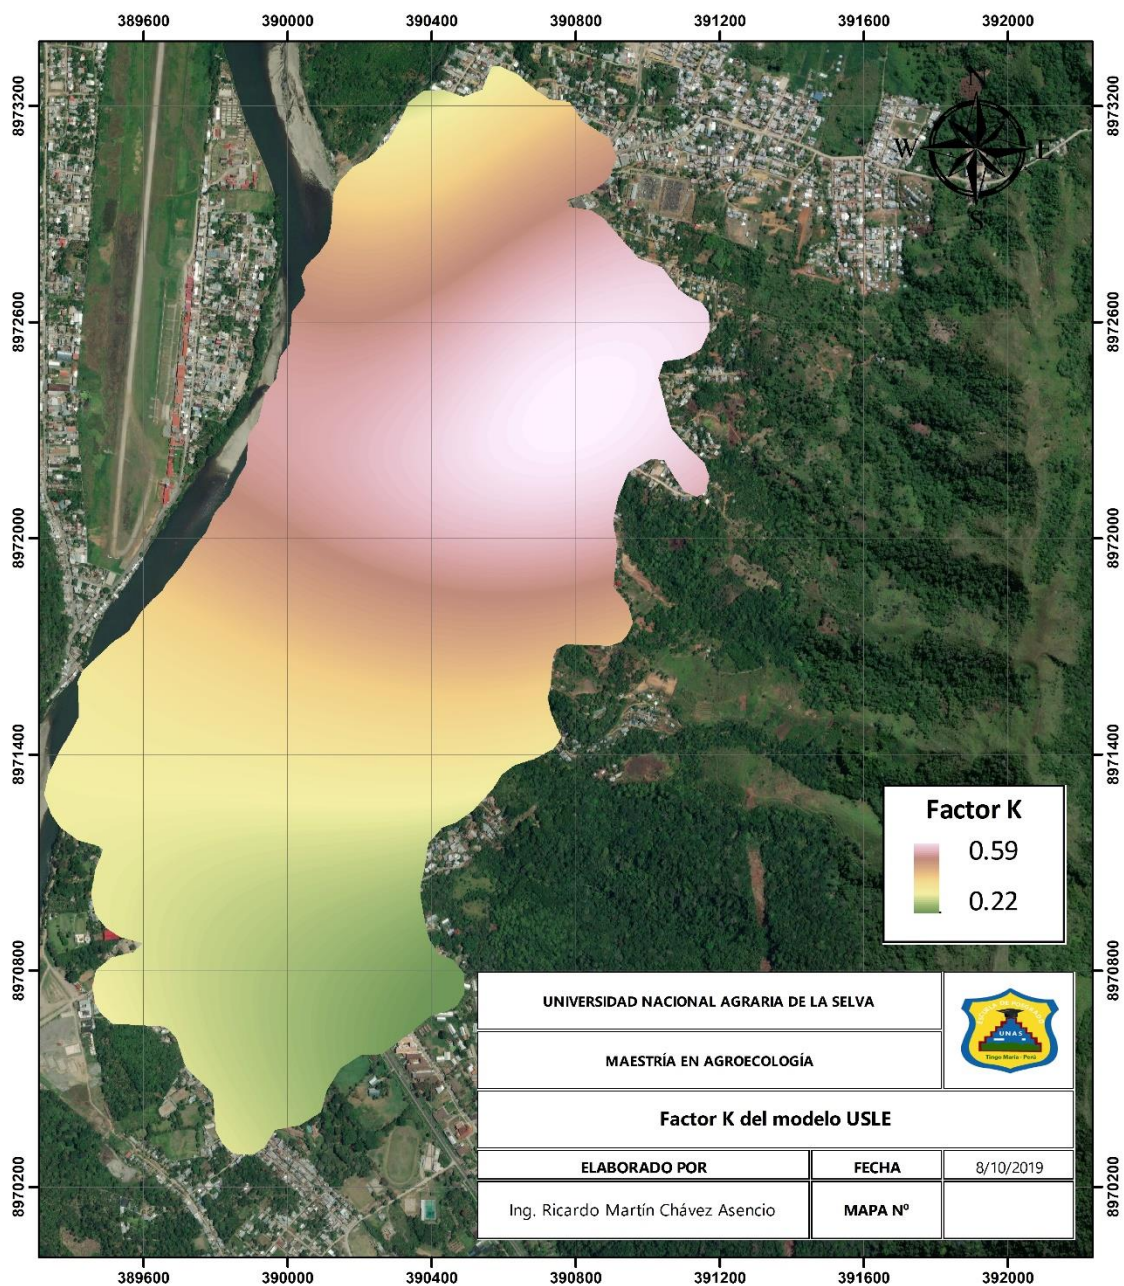 389600 390000 390400 390800 391200 391600 392000
8973200
8973200
8972600
8972600
8972000
8972000
8971400
8971400
8970800
8970800
8970200
8970200
N
W
E
S
Factor K
0.59
0.22
UNIVERSIDAD NACIONAL AGRARIA DE LA SELVA
MAESTRÍA EN AGROECOLOGÍA
ESCUELA DE POSGRADO
UNAS
Tingo María - Perú
Factor K del modelo USLE
ELABORADO POR
FECHA
8/10/2019
Ing. Ricardo Martín Chávez Asencio
MAPA Nº
389600 390000 390400 390800 391200 391600 392000